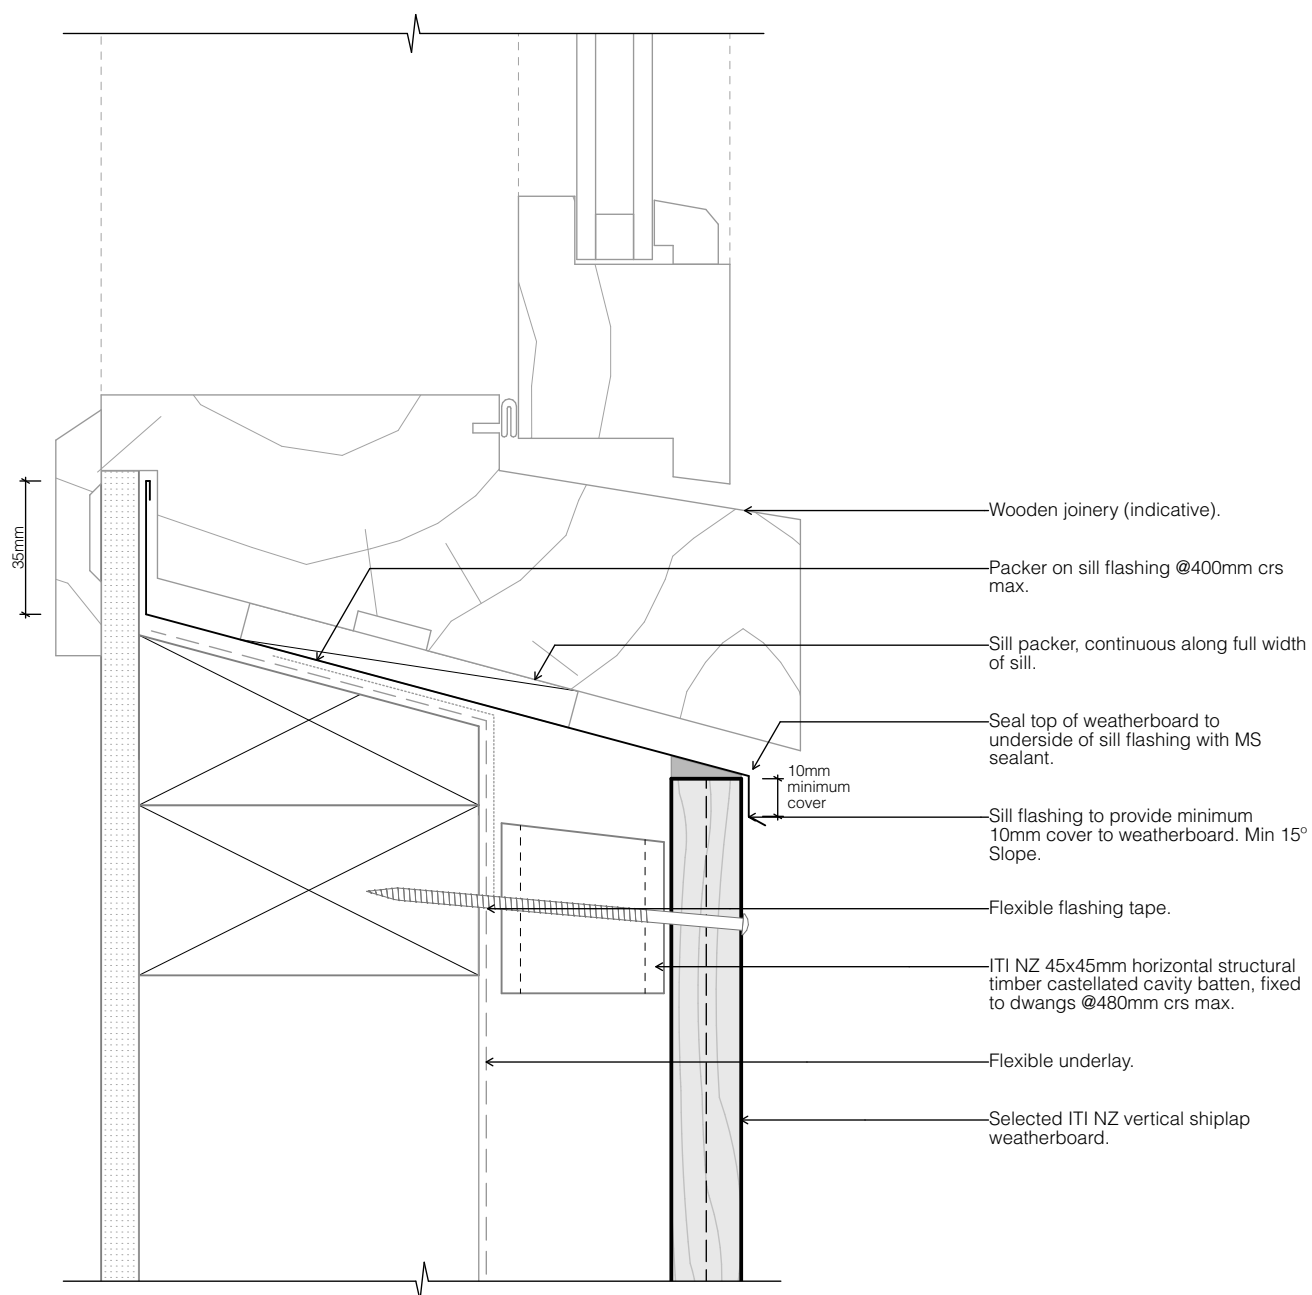 Wooden joinery (indicative).
35mm
Packer on sill flashing @400mm crs
max.
Sill packer, continuous along full width
of sill.
Seal top of weatherboard to
underside of sill flashing with MS
sealant.
10mm
minimum
cover
Sill flashing to provide minimum
10mm cover to weatherboard. Min 15°
Slope.
Flexible flashing tape.
ITI NZ 45x45mm horizontal structural
timber castellated cavity batten, fixed
to dwangs @480mm crs max.
Flexible underlay.
Selected ITI NZ vertical shiplap
weatherboard.